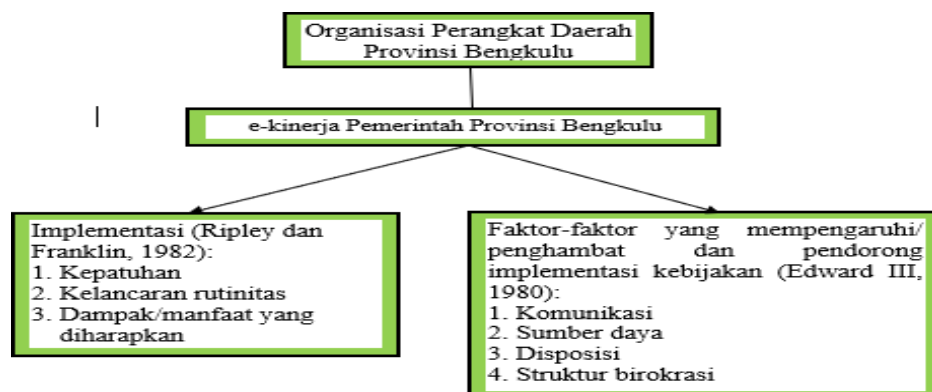 Organisasi Perangkat Daerah
Provinsi Bengkulu
e-kinerja Pemerintah Provinsi Bengkulu
Implementasi (Ripley dan
Franklin, 1982):
1. Kepatuhan
2. Kelancaran rutinitas
3. Dampak/manfaat yang
diharapkan
Faktor-faktor yang mempengaruhi/
penghambat dan pendorong
implementasi kebijakan (Edward III,
1980):
1. Komunikasi
2. Sumber daya
3. Disposisi
4. Struktur birokrasi